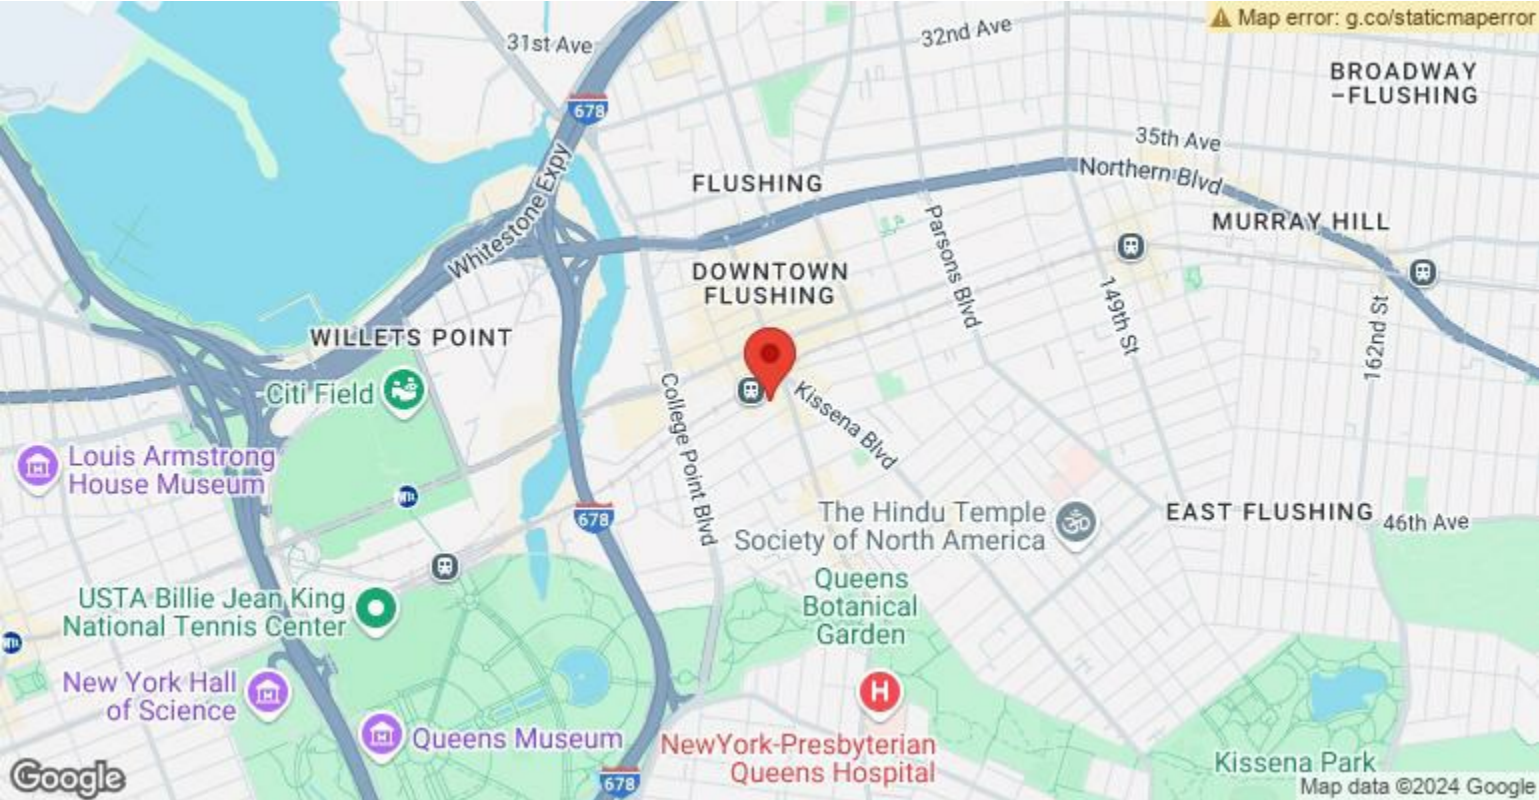 31st Ave
32nd Ave
Map error: g.co/staticmaperror
BROADWAY
-FLUSHING
678
35th Ave
Northern Blvd
FLUSHING
Whitestone Expy
Parsons Blvd
MURRAY HILL
DOWNTOWN
FLUSHING
149th St
162nd St
WILLETS POINT
Citi Field
College Point Blvd
Kissena Blvd
Louis Armstrong
House Museum
678
The Hindu Temple
Society of North America
EAST FLUSHING
46th Ave
USTA Billie Jean King
National Tennis Center
Queens
Botanical
Garden
New York Hall
of Science
H
Queens Museum
NewYork-Presbyterian
Queens Hospital
678
Kissena Park
Google
Map data ©2024 Google